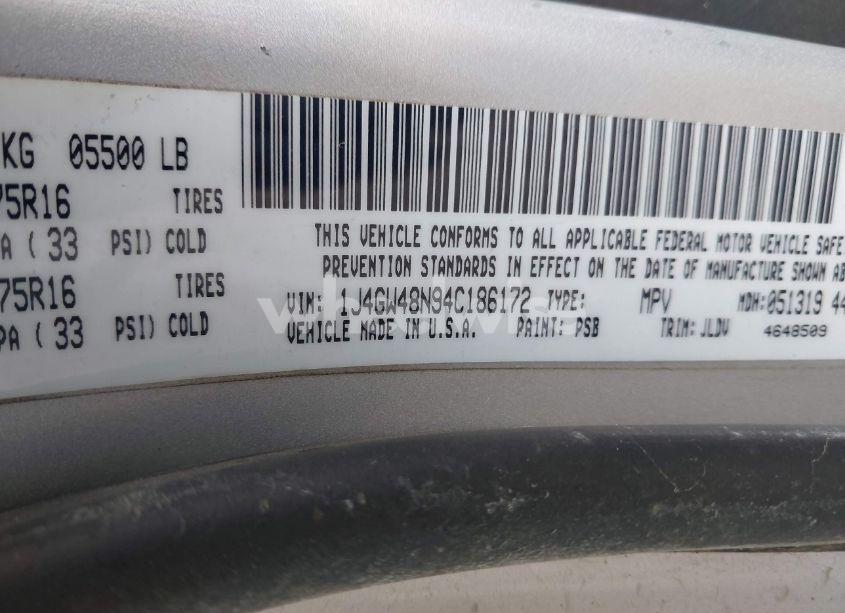 KG 05500 LB
75R16 TIRES
PA ( 33 PSI) COLD
75R16
PA ( 33 PSI) COLD
THIS VEHICLE CONFORMS TO ALL APPLICABLE FEDERAL MOTOR VEHICLE SAFE
PREVENTION STANDARDS IN EFFECT ON THE DATE OF MANUFACTURE SHOWN AB
VIN: 1J4GW48N94C186172 TYPE: MPV MDH:051319 44
VEHICLE MADE IN U.S.A. PAINT: PSB TRIM: JLDV 4648509